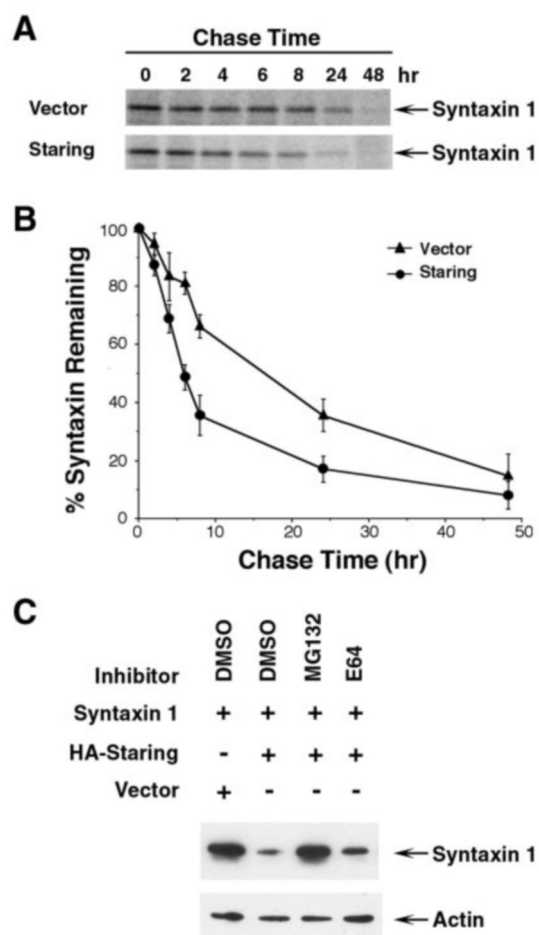 A
Chase Time
0 2 4 6 8 24 48 hr
Vector Syntaxin 1
Staring Syntaxin 1
B
% Syntaxin Remaining
100
80
60
40
20
0
Vector
Staring
0 10 20 30 40 50
Chase Time (hr)
C
Inhibitor DMSO DMSO MG132 E64
Syntaxin 1 + + + +
HA-Staring - + + +
Vector + - - -
Syntaxin 1
Actin